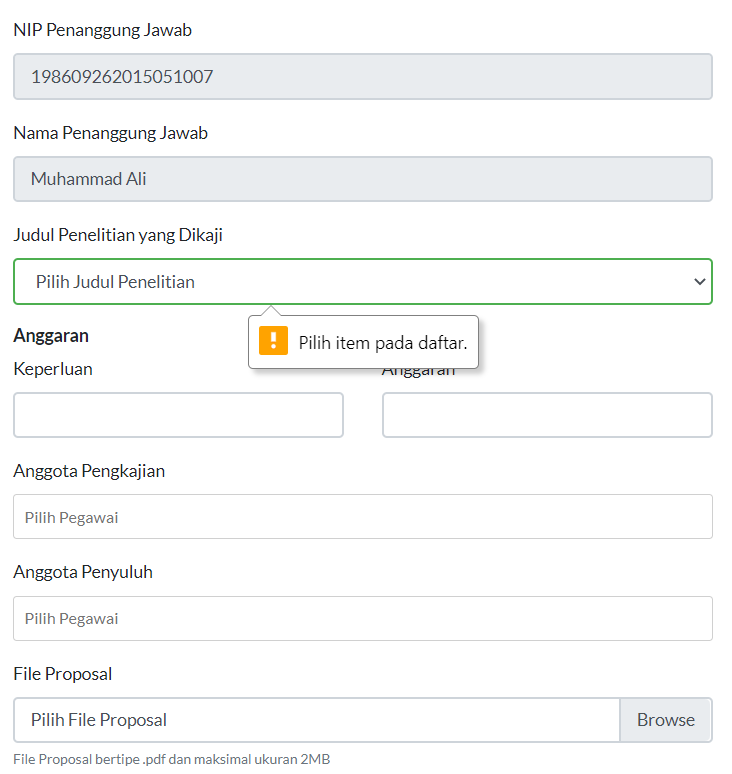 NIP Penanggung Jawab
198609262015051007
Nama Penanggung Jawab
Muhammad Ali
Judul Penelitian yang Dikaji
Pilih Judul Penelitian
Pilih item pada daftar.
Anggaran
Keperluan
Anggaran
Anggota Pengkajian
Pilih Pegawai
Anggota Penyuluh
Pilih Pegawai
File Proposal
Pilih File Proposal
Browse
File Proposal bertipe .pdf dan maksimal ukuran 2MB